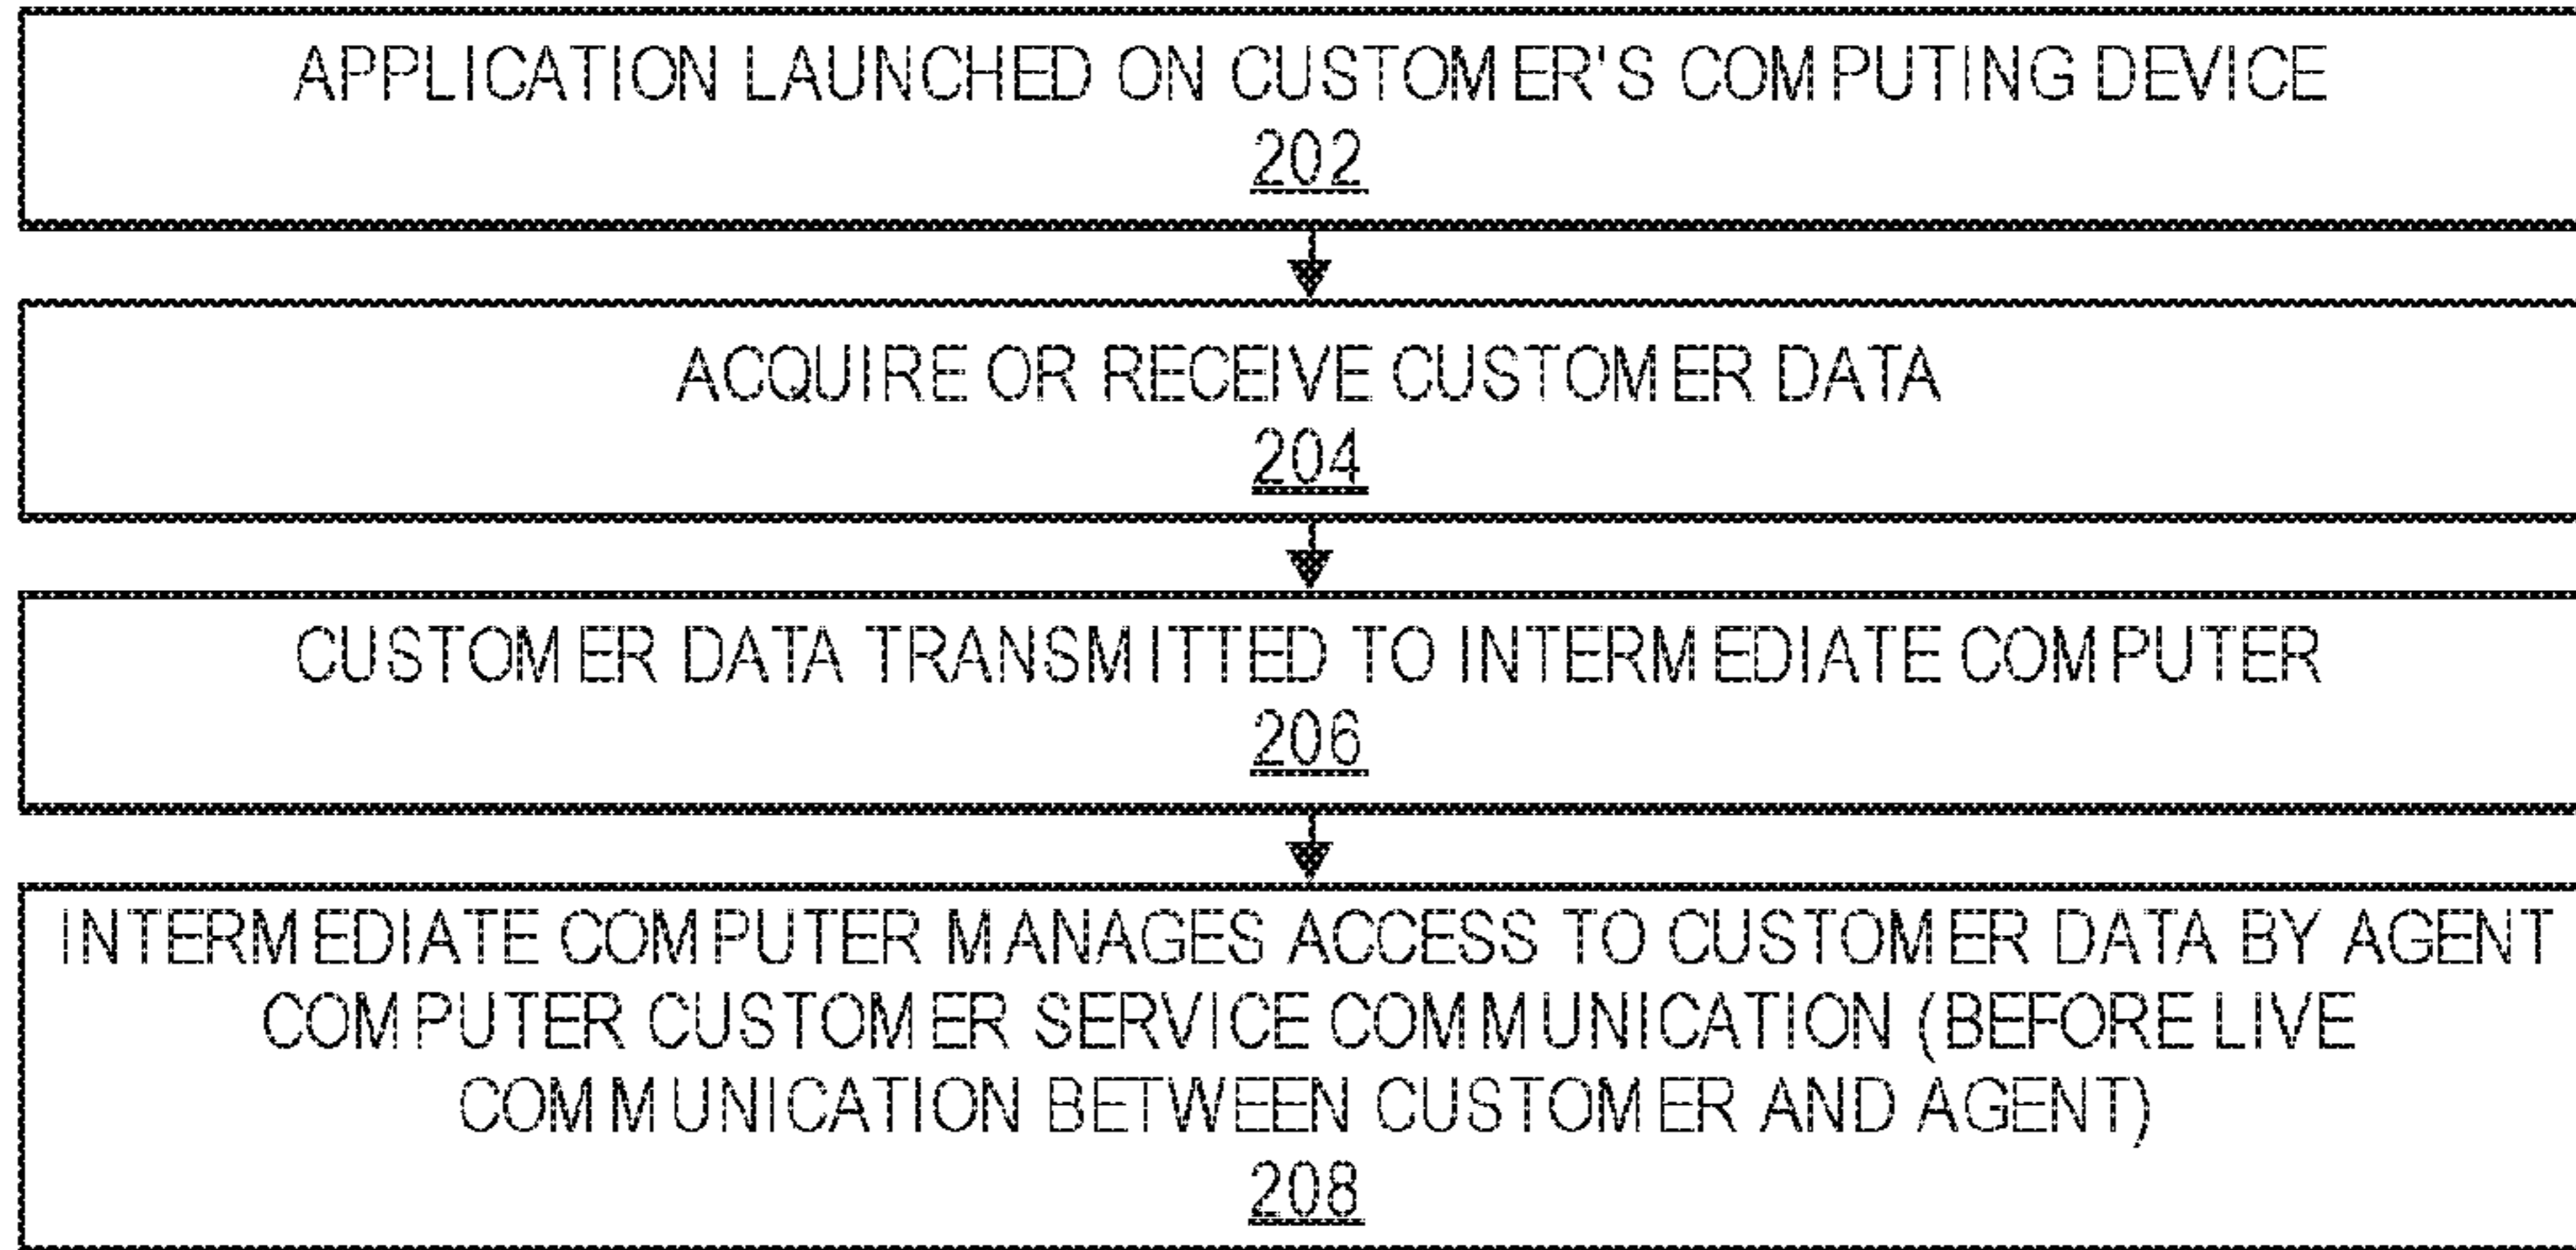 APPLICATION LAUNCHED ON CUSTOMER'S COMPUTING DEVICE
202
ACQUIRE OR RECEIVE CUSTOMER DATA
204
CUSTOMER DATA TRANSMITTED TO INTERMEDIATE COMPUTER
206
INTERMEDIATE COMPUTER MANAGES ACCESS TO CUSTOMER DATA BY AGENT
COMPUTER CUSTOMER SERVICE COMMUNICATION (BEFORE LIVE
COMMUNICATION BETWEEN CUSTOMER AND AGENT)
208